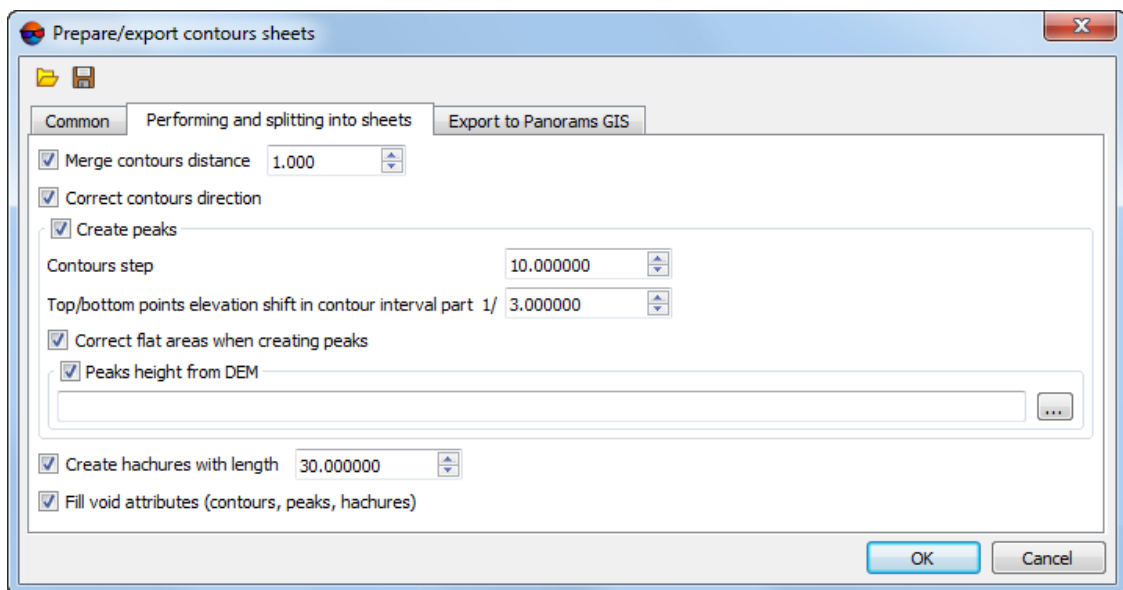 Prepare/export contours sheets
X
Common Performing and splitting into sheets Export to Panorams GIS
Merge contours distance 1.000
Correct contours direction
Create peaks
Contours step 10.000000
Top/bottom points elevation shift in contour interval part 1/ 3.000000
Correct flat areas when creating peaks
Peaks height from DEM
...
Create hachures with length 30.000000
Fill void attributes (contours, peaks, hachures)
OK Cancel